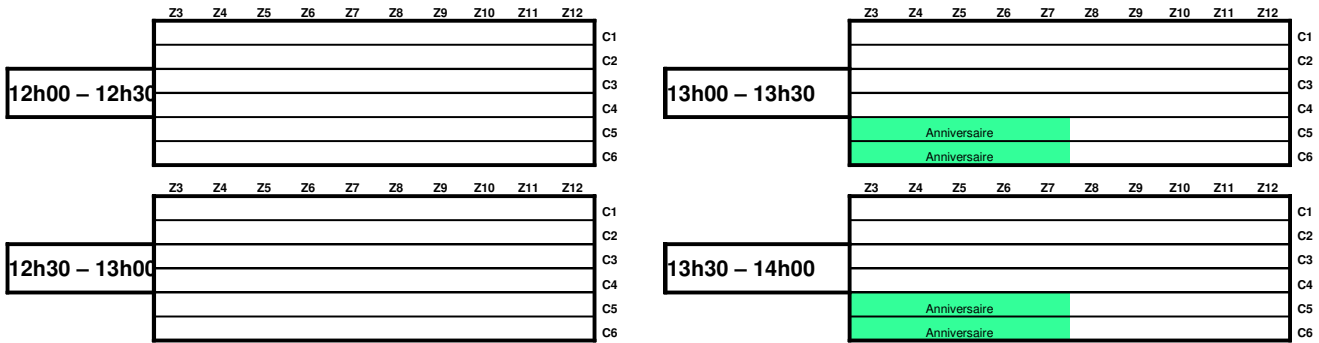 Z3 Z4 Z5 Z6 Z7 Z8 Z9 Z10 Z11 Z12
C1
C2
12h00 – 12h30
C3
C4
C5
C6
Z3 Z4 Z5 Z6 Z7 Z8 Z9 Z10 Z11 Z12
C1
C2
13h00 – 13h30
C3
C4
Anniversaire C5
Anniversaire C6
Z3 Z4 Z5 Z6 Z7 Z8 Z9 Z10 Z11 Z12
C1
C2
12h30 – 13h00
C3
C4
C5
C6
Z3 Z4 Z5 Z6 Z7 Z8 Z9 Z10 Z11 Z12
C1
C2
13h30 – 14h00
C3
C4
Anniversaire C5
Anniversaire C6